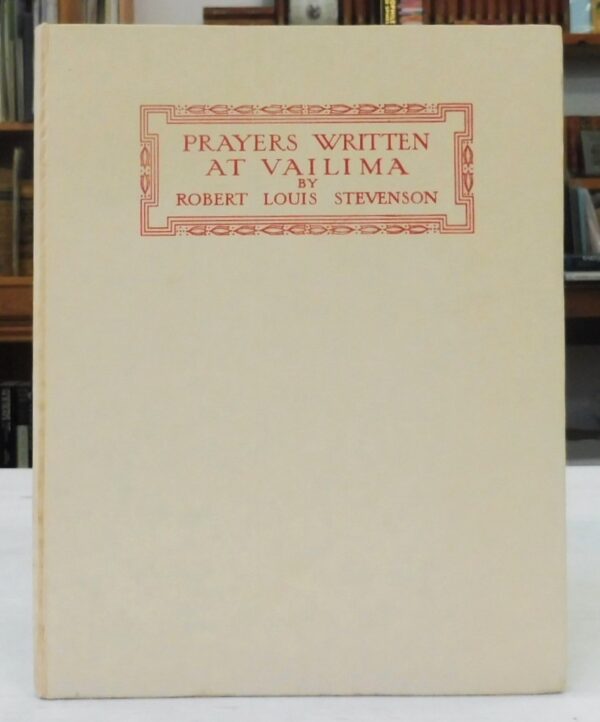 PRAYERS WRITTEN
AT VAILIMA
BY
ROBERT LOUIS STEVENSON